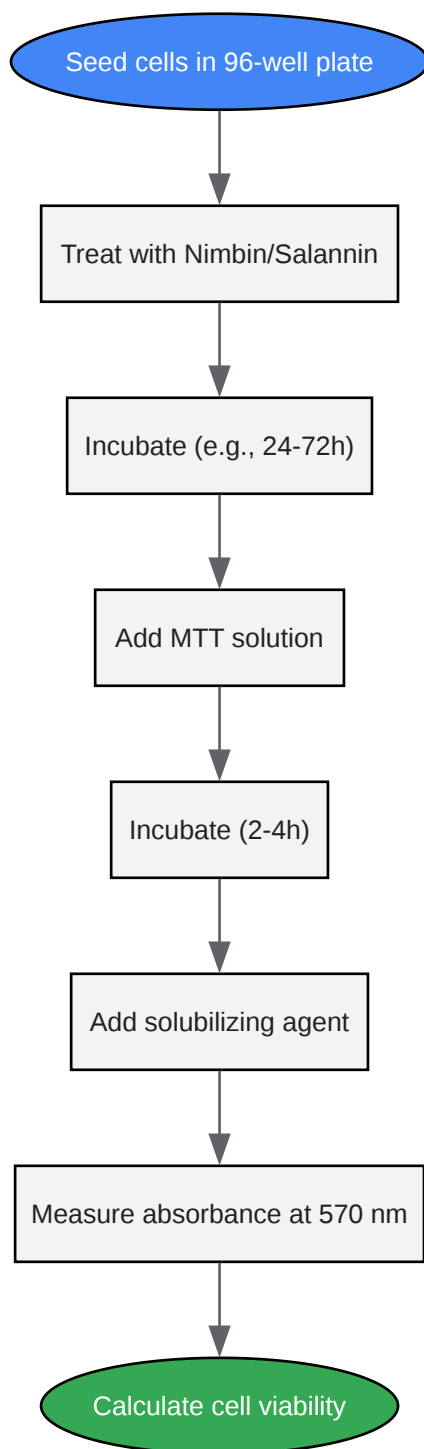 Seed cells in 96-well plate
Treat with Nimbin/Salannin
Incubate (e.g., 24-72h)
Add MTT solution
Incubate (2-4h)
Add solubilizing agent
Measure absorbance at 570 nm
Calculate cell viability